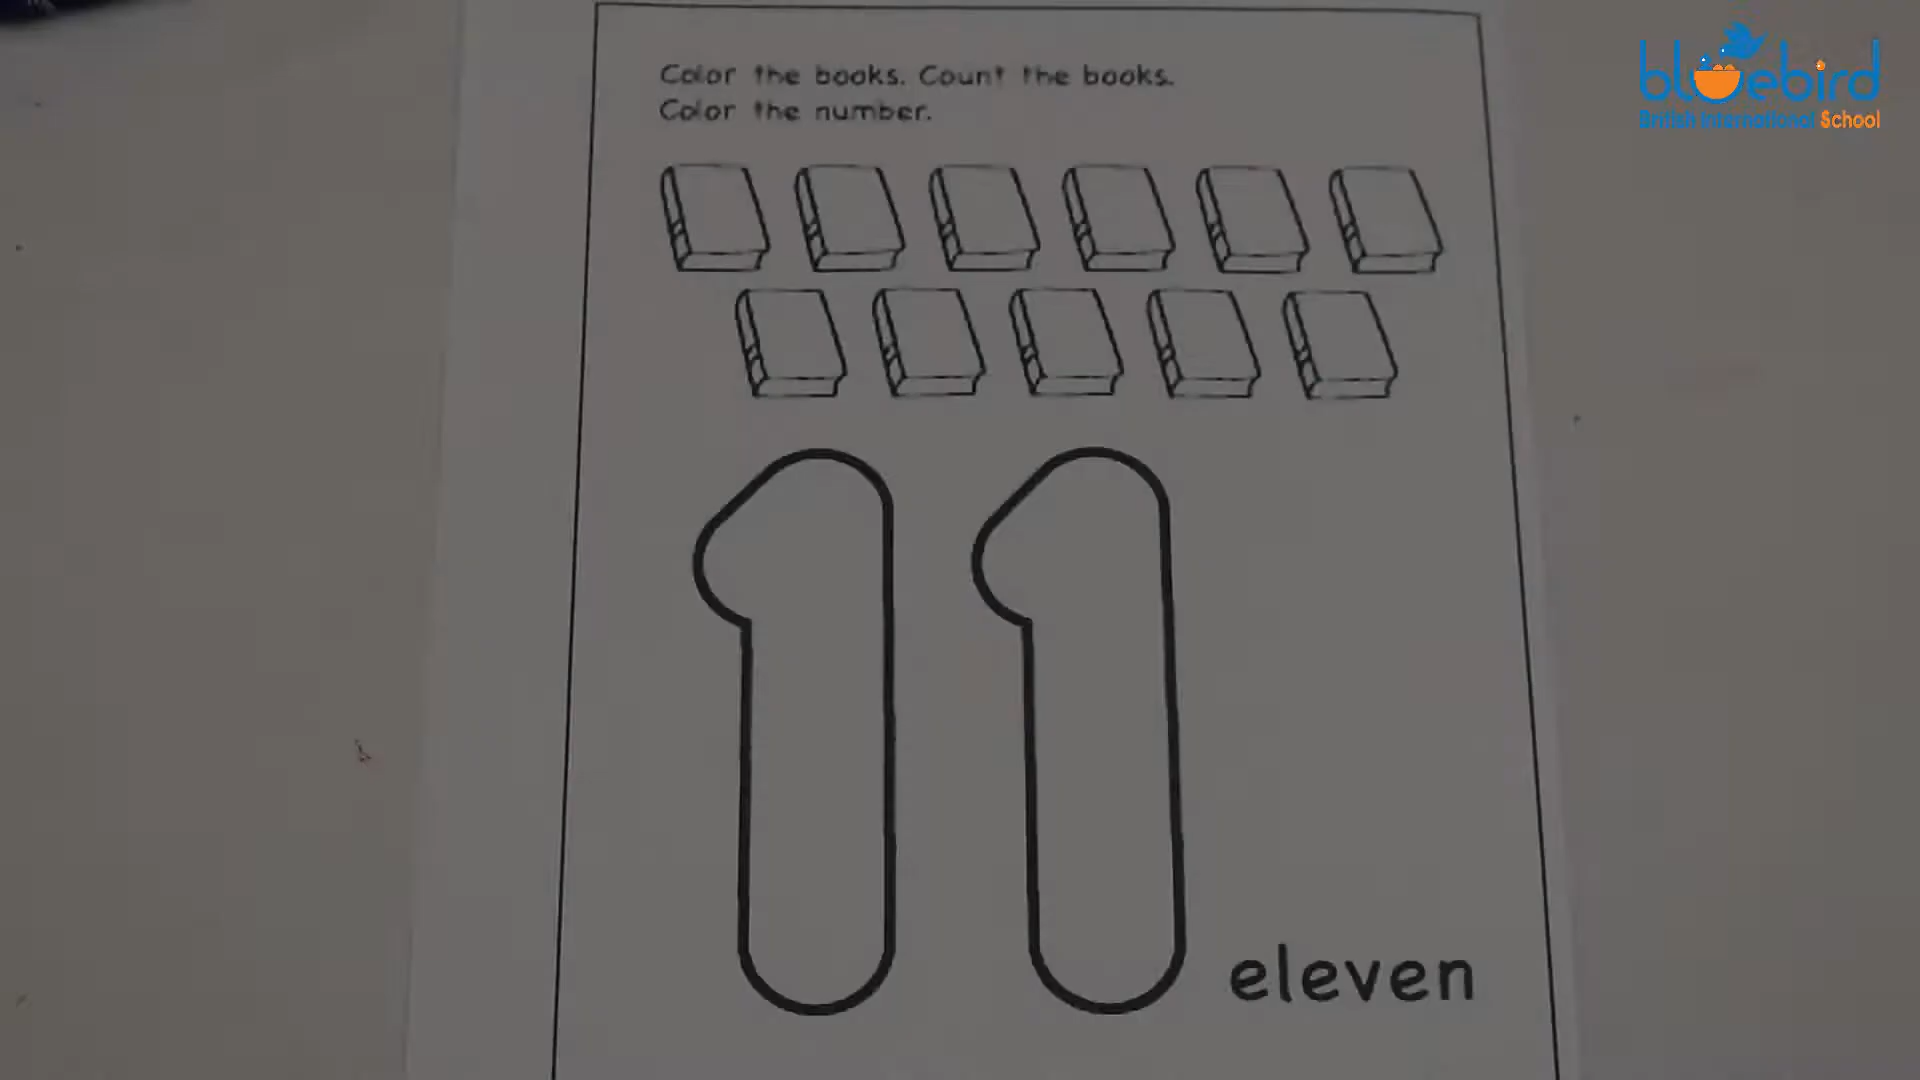 Color the books. Count the books.
Color the number.
11
eleven
bluebird
British International School